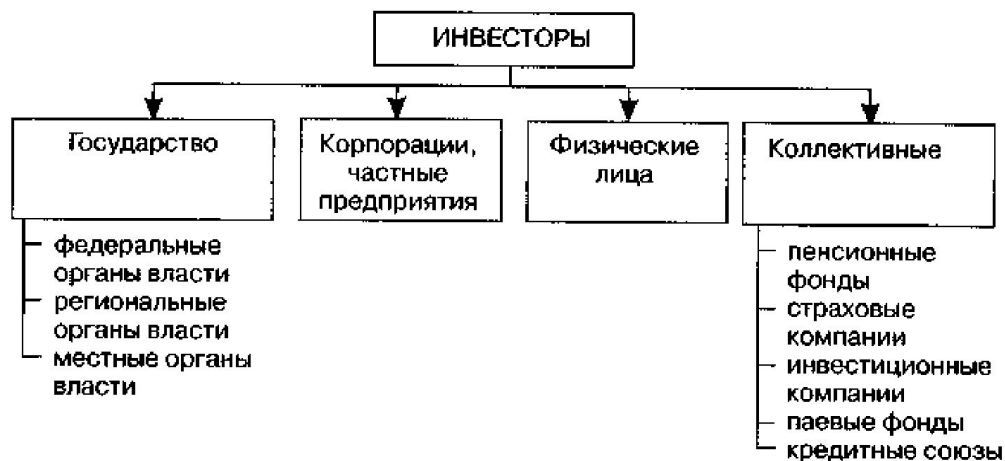 ИНВЕСТОРЫ
Государство
Корпорации,
частные
предприятия
Физические
лица
Коллективные
федеральные
органы власти
региональные
органы власти
местные органы
власти
пенсионные
фонды
страховые
компании
инвестиционные
компании
паевые фонды
кредитные союзы